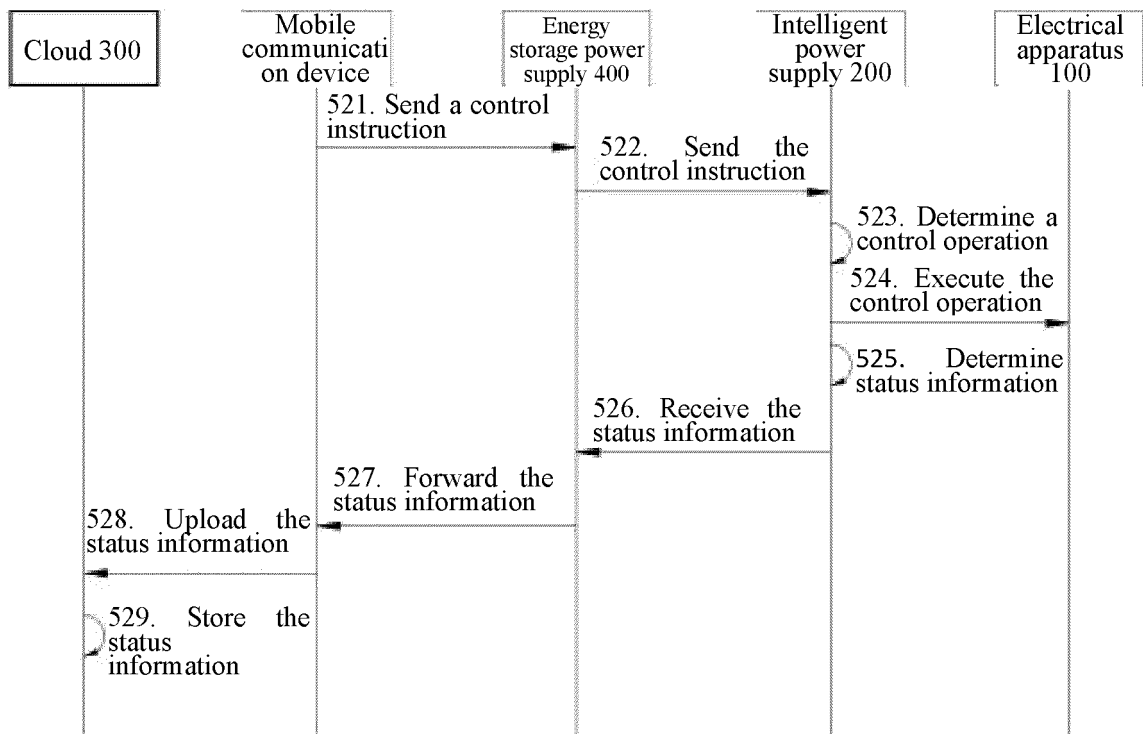 Cloud 300
Mobile
communicati
on device
Energy
storage power
supply 400
Intelligent
power
supply 200
Electrical
apparatus
100
521. Send a control
instruction
522. Send the
control instruction
523. Determine a
control operation
524. Execute the
control operation
525. Determine
status information
526. Receive the
status information
527. Forward the
status information
528. Upload the
status information
529. Store the
status
information